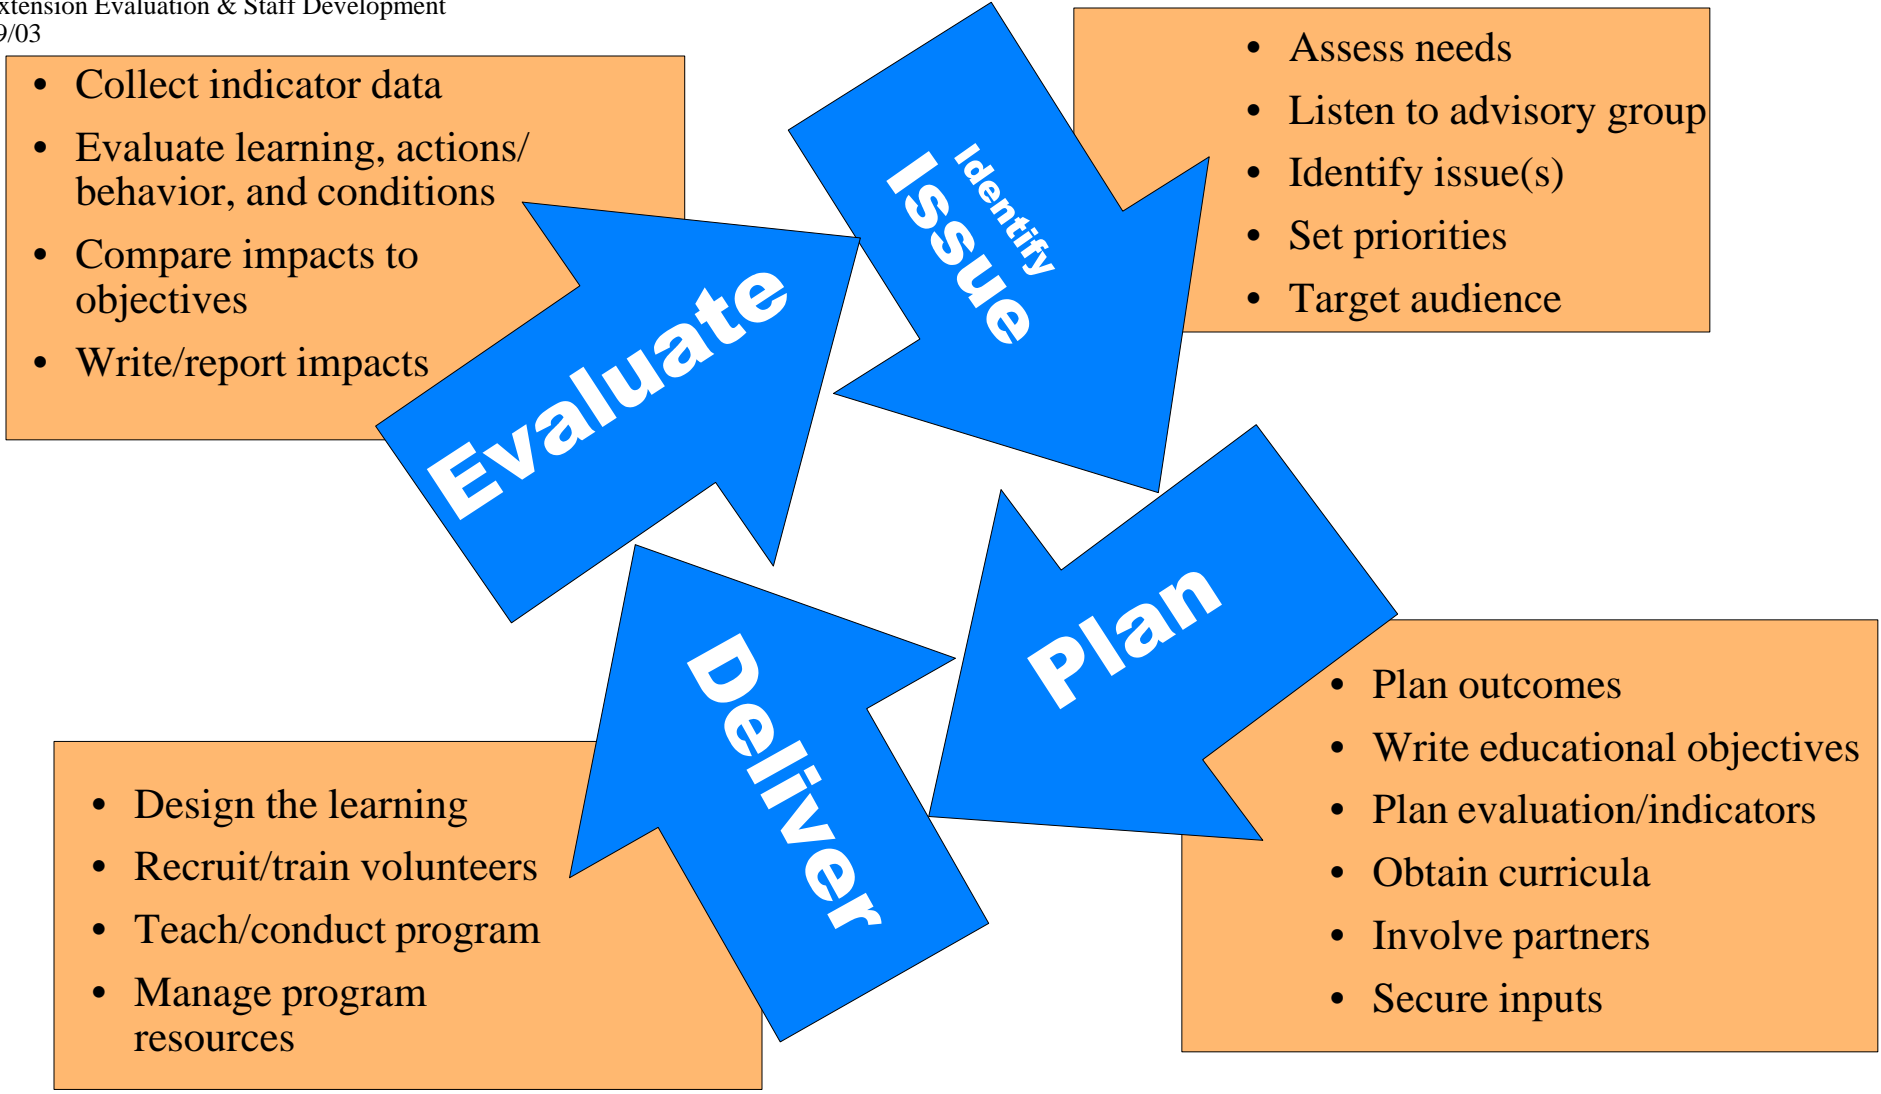 xtension Evaluation & Staff Development
9/03
• Collect indicator data
• Evaluate learning, actions/
behavior, and conditions
• Compare impacts to
objectives
• Write/report impacts
Evaluate
Identify
Issue
• Assess needs
• Listen to advisory group
• Identify issue(s)
• Set priorities
• Target audience
Plan
• Plan outcomes
• Write educational objectives
• Plan evaluation/indicators
• Obtain curricula
• Involve partners
• Secure inputs
Deliver
• Design the learning
• Recruit/train volunteers
• Teach/conduct program
• Manage program
resources